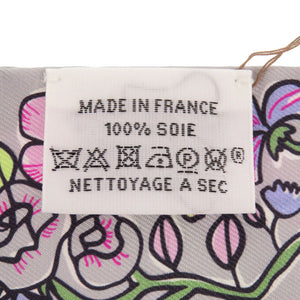 MADE IN FRANCE
100% SOIE
P W ®
NETTOYAGE A SEC